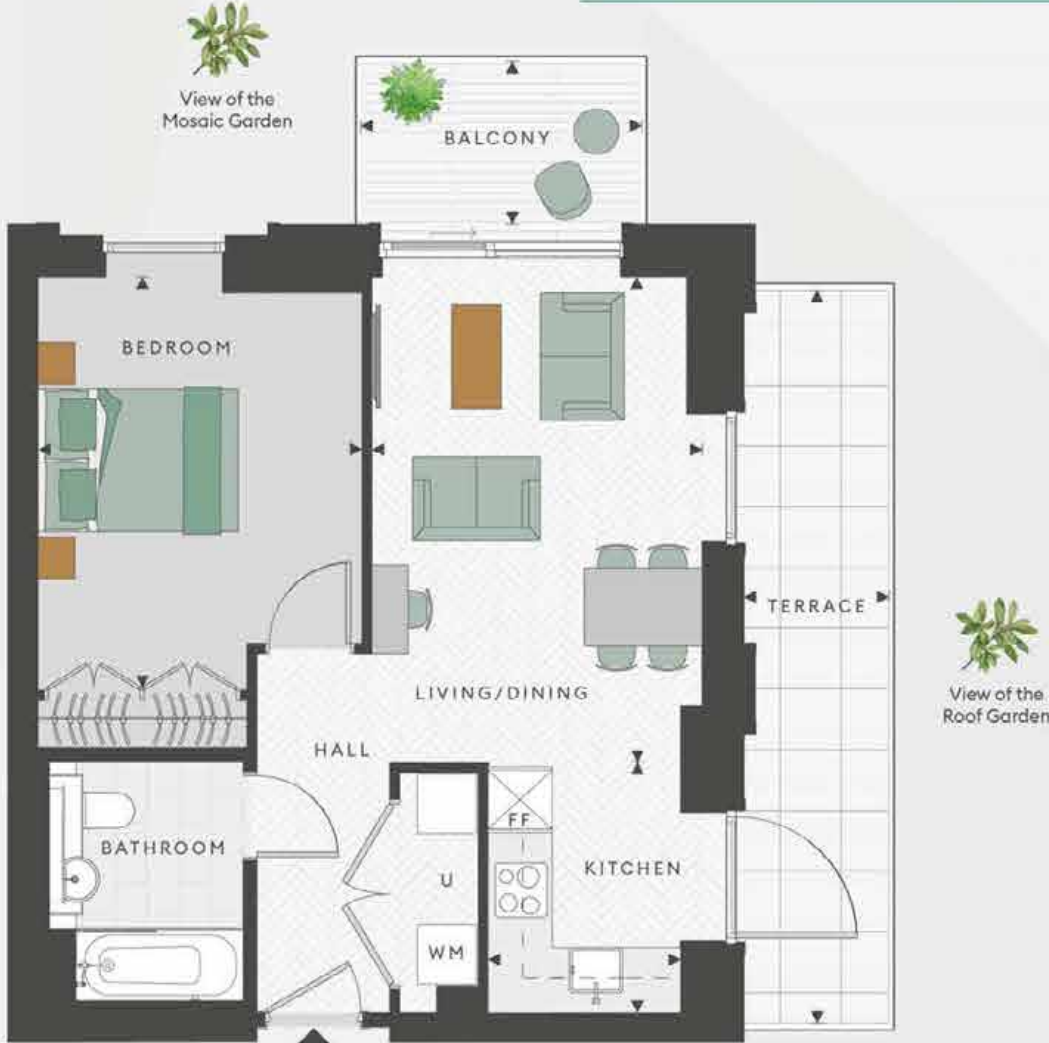 View of the
Mosaic Garden
BALCONY
BEDROOM
TERRACE
View of the
Roof Garden
LIVING/DINING
HALL
FF
BATHROOM
KITCHEN
U
WM